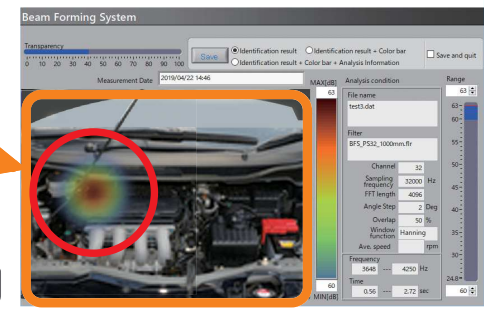 Beam Forming System
Transparency
0 10 20 30 40 50 60 70 80 90 100
Save
Identification result
Identification result + Color bar
Identification result + Color bar + Analysis Information
Save and quit
Measurement Date 2019/04/22 14:46
MAX[dB]
63
60
MIN[dB]
Analysis condition
File name
test3.dat
Filter
BFS_PS32_1000mm.flr
Channel 32
Sampling frequency 32000 Hz
FFT length 4096
Angle Step 2 Deg
Overlap 50 %
Window function Hanning
Ave. speed rpm
Frequency
3648 --- 4250 Hz
Time
0.56 --- 2.72 sec
Range
63
63
60
55
50
45
40
35
30
24.8
60